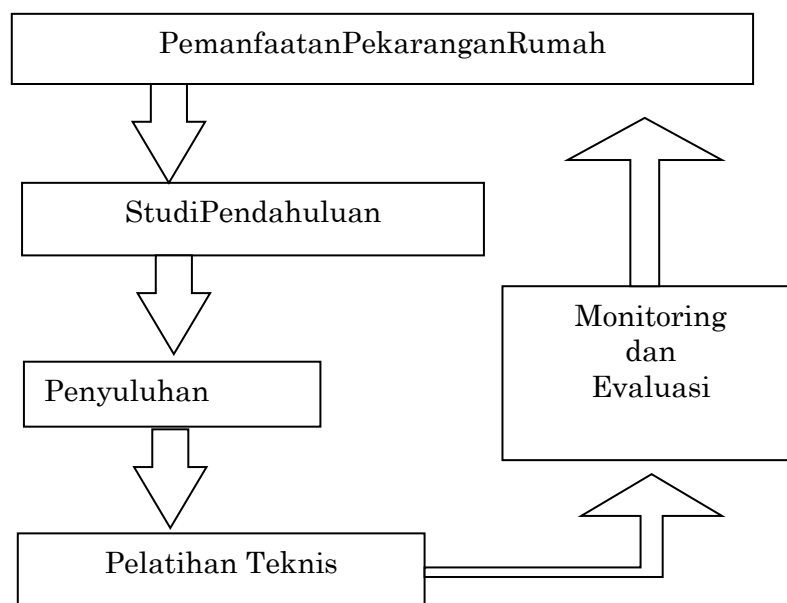 PemanfaatanPekaranganRumah
StudiPendahuluan
Penyuluhan
Pelatihan Teknis
Monitoring
dan
Evaluasi